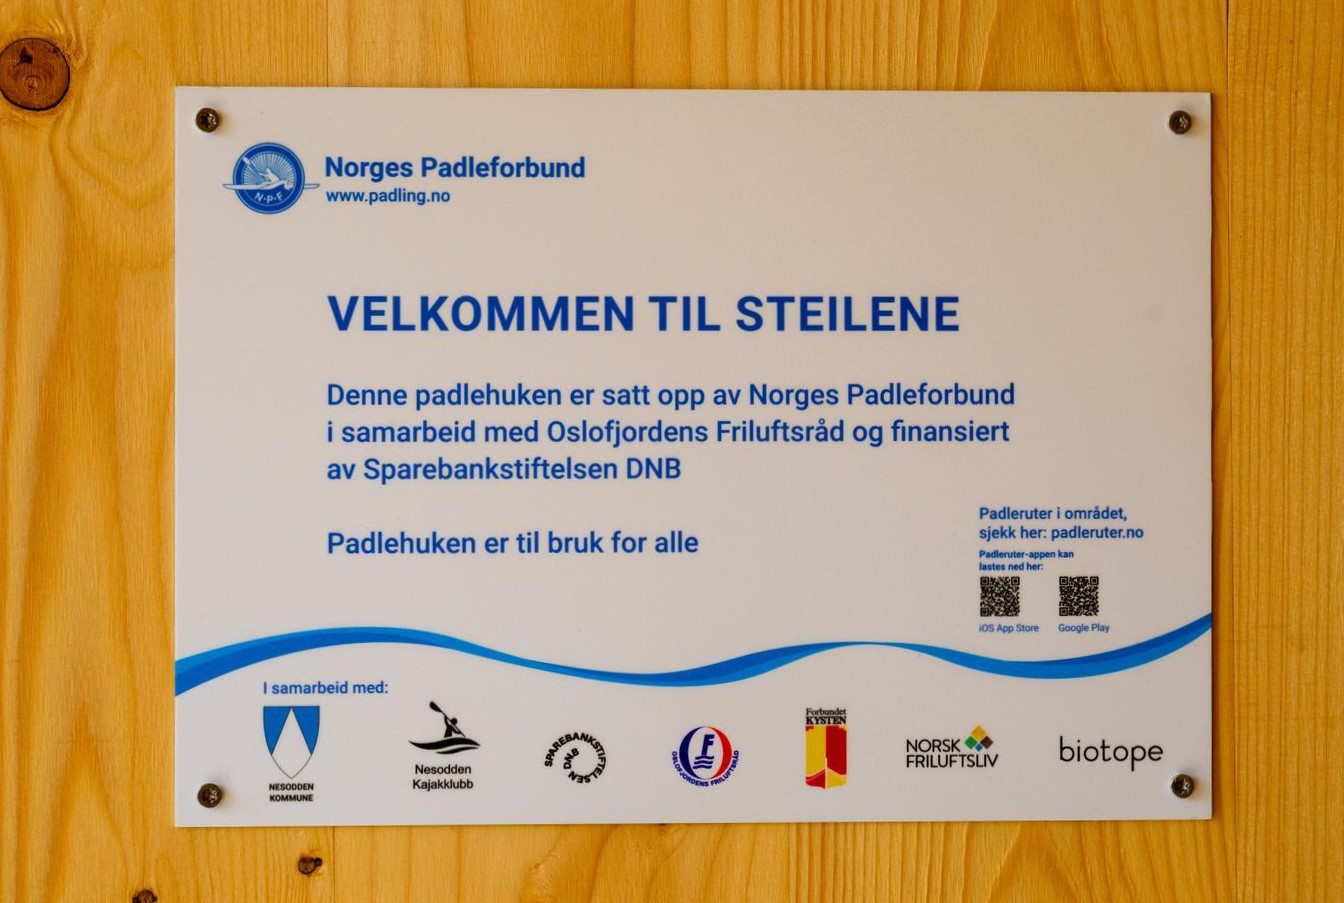 Norges Padleforbund
www.padling.no
N-P-F
VELKOMMEN TIL STEILENE
Denne padlehuken er satt opp av Norges Padleforbund
i samarbeid med Oslofjordens Friluftsråd og finansiert
av Sparebankstiftelsen DNB
Padlehuken er til bruk for alle
Padleruter i området,
sjekk her: padleruter.no
Padleruter-appen kan
lastes ned her:
iOS App Store Google Play
I samarbeid med:
NESODDEN
KOMMUNE
Nesodden
Kajakklubb
SPAREBANKSTIFTELSEN DNB
OSLOFJORDENS FRILUFTSRÅD
Forbundet
KYSTEN
NORSK
FRILUFTSLIV
biotope